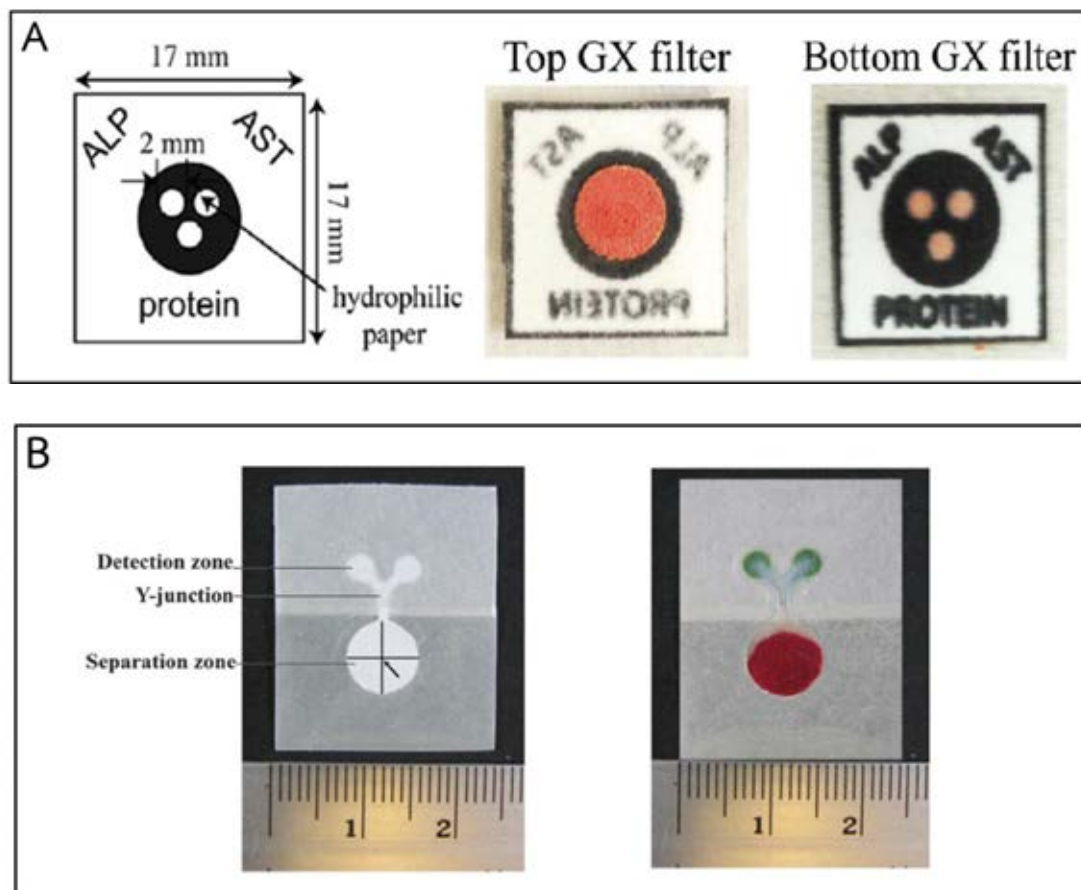 A
17 mm
ALP
AST
2 mm
17 mm
protein
hydrophilic
paper
Top GX filter
AST
ALP
PROTEIN
Bottom GX filter
ALP
AST
PROTEIN
B
Detection zone
Y-junction
Separation zone
1
2
1
2